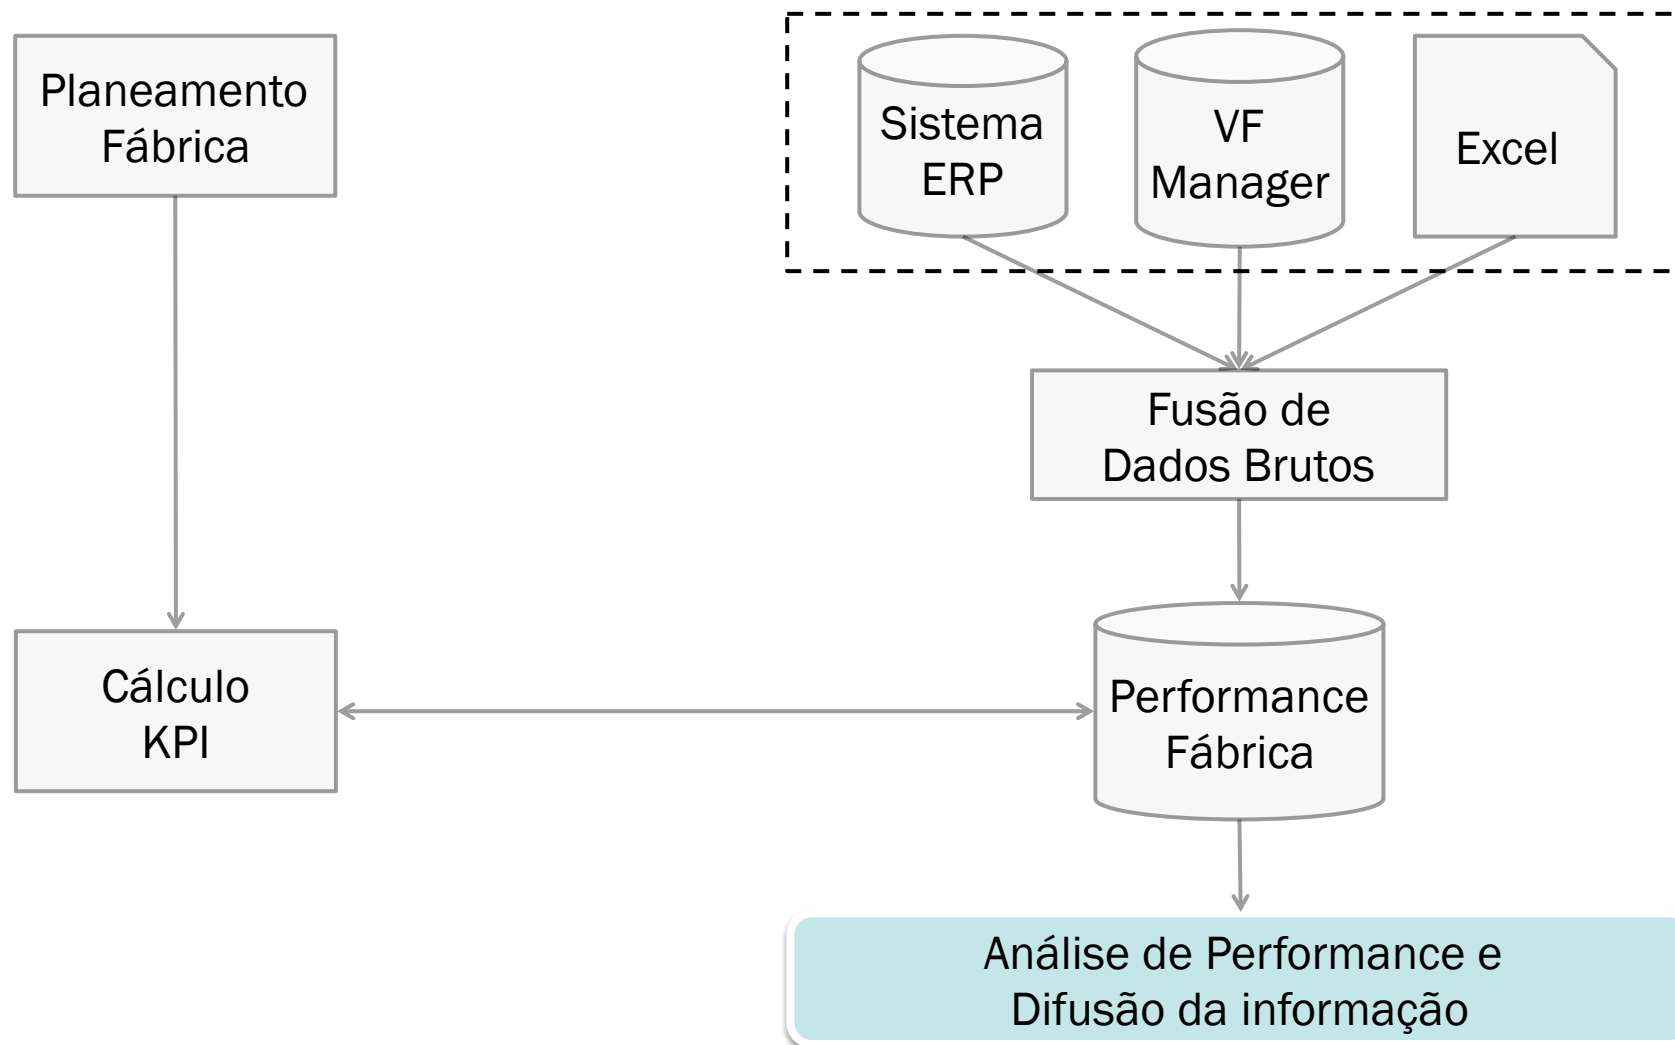 Planeamento
Fábrica
Sistema
ERP
VF
Manager
Excel
Fusão de
Dados Brutos
Cálculo
KPI
Performance
Fábrica
Análise de Performance e
Difusão da informação